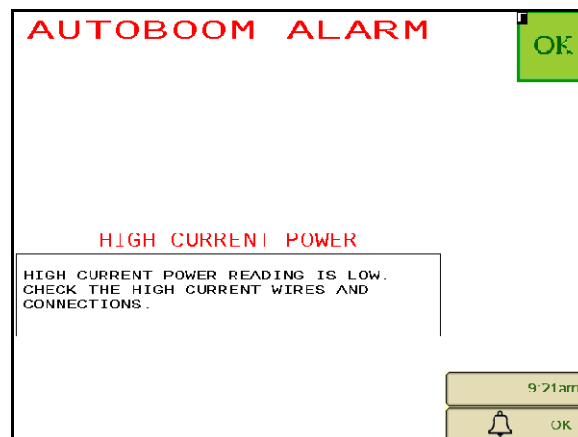 AUTOBOOM ALARM
OK
HIGH CURRENT POWER
HIGH CURRENT POWER READING IS LOW.
CHECK THE HIGH CURRENT WIRES AND
CONNECTIONS.
9:21am
OK